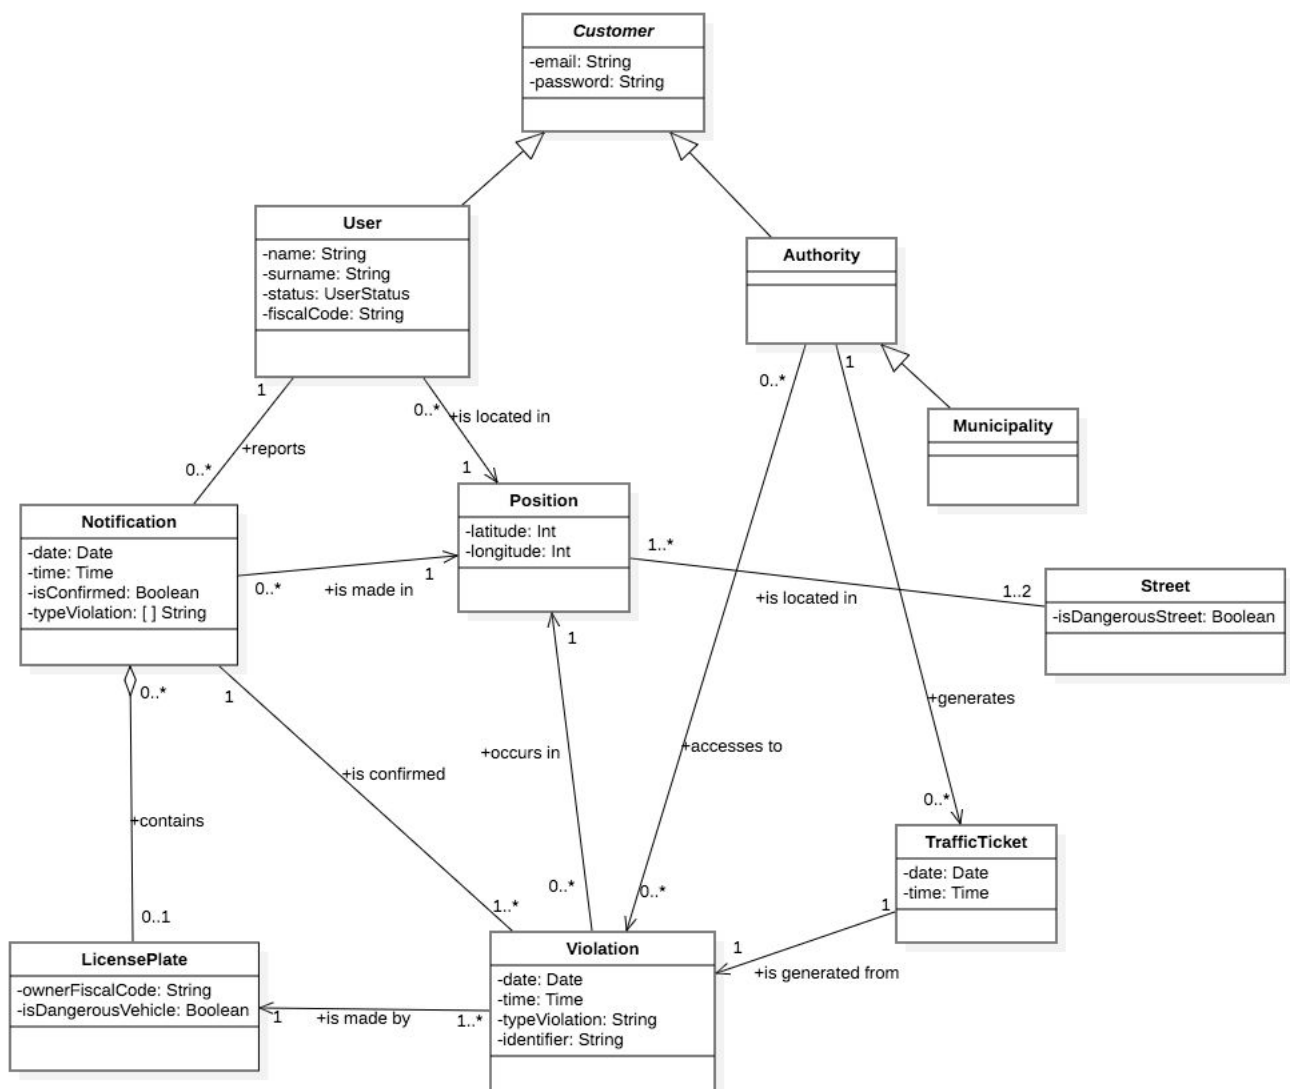 Customer
-email: String
-password: String
User
-name: String
-surname: String
-status: UserStatus
-fiscalCode: String
Authority
1
0..*
+is located in
0..*
1
Municipality
+reports
0..*
1
Notification
-date: Date
-time: Time
-isConfirmed: Boolean
-typeViolation: [ ] String
Position
-latitude: Int
-longitude: Int
1..*
0..*
+is made in
1
+is located in
1..2
Street
-isDangerousStreet: Boolean
1
0..*
1
+generates
+occurs in
+accesses to
+is confirmed
0..*
+contains
TrafficTicket
-date: Date
-time: Time
0..*
0..*
1..*
0..1
1
1
+is generated from
LicensePlate
-ownerFiscalCode: String
-isDangerousVehicle: Boolean
1
+is made by
1..*
Violation
-date: Date
-time: Time
-typeViolation: String
-identifier: String